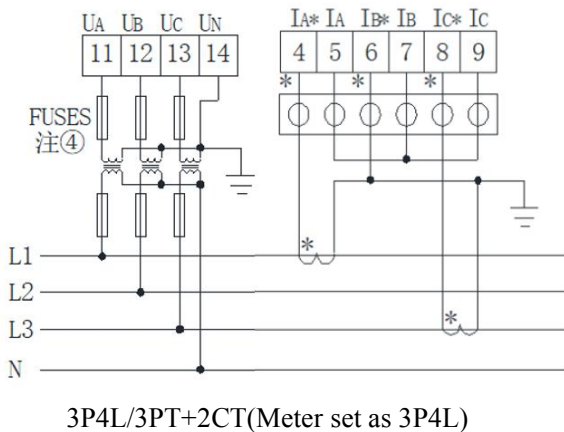 UA UB UC UN
11 12 13 14
IA* IA IB* IB IC* IC
4 5 6 7 8 9
* * *
FUSES
注④
*
*
L1
L2
L3
N
3P4L/3PT+2CT(Meter set as 3P4L)